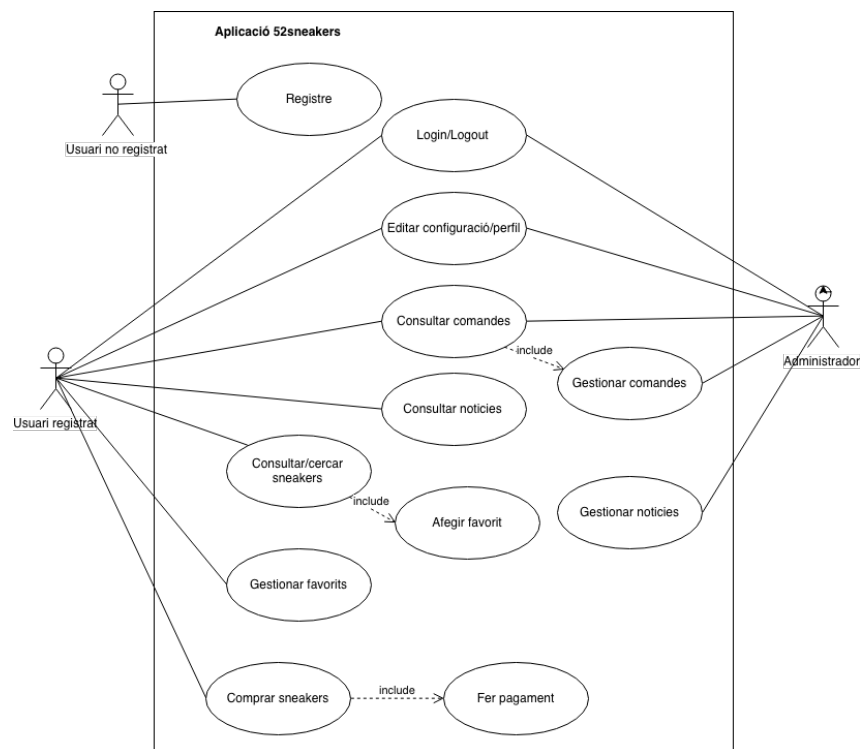 Aplicació 52sneakers
Registre
Usuari no registrat
Login/Logout
Editar configuració/perfil
Consultar comandes
include
Gestionar comandes
Administrador
Usuari registrat
Consultar noticies
Consultar/cercar
sneakers
include
Afegir favorit
Gestionar noticies
Gestionar favorits
Comprar sneakers
include
Fer pagament